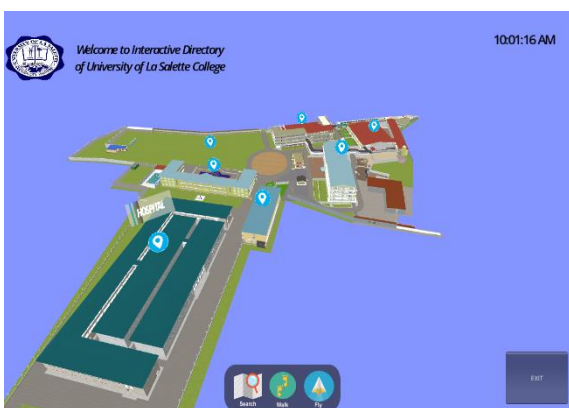 Welcome to Interactive Directory
of University of La Salette College
10:01:16 AM
HOSPITAL
Search
Walk
Fly
EXIT